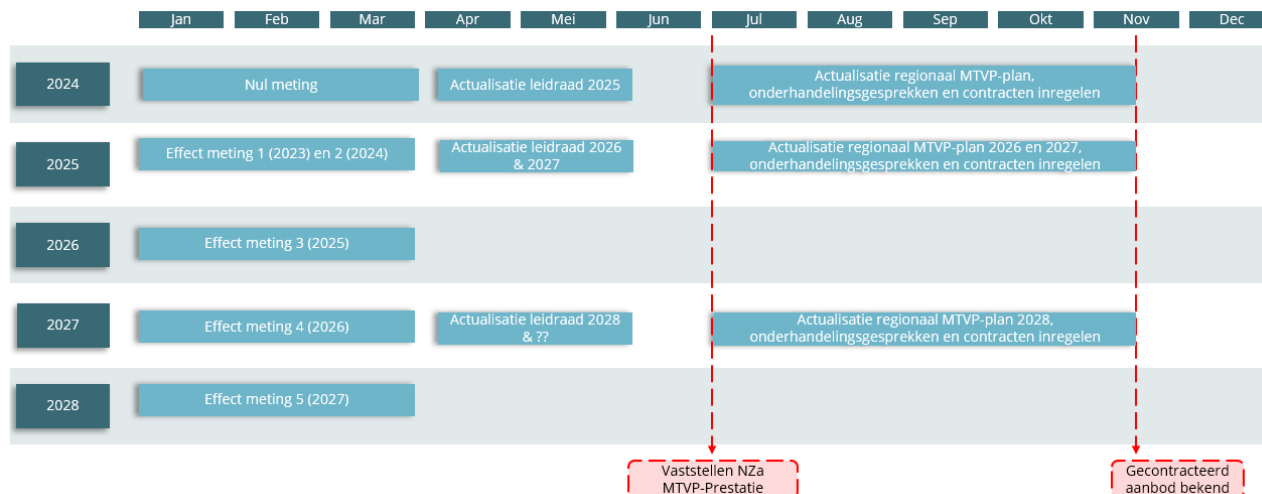 Jan Feb Mar Apr Mei Jun Jul Aug Sep Okt Nov Dec
2024
Nul meting
Actualisatie leidraad 2025
Actualisatie regionaal MTVP-plan,
onderhandelingsgesprekken en contracten inregelen
2025
Effect meting 1 (2023) en 2 (2024)
Actualisatie leidraad 2026
& 2027
Actualisatie regionaal MTVP-plan 2026 en 2027,
onderhandelingsgesprekken en contracten inregelen
2026
Effect meting 3 (2025)
2027
Effect meting 4 (2026)
Actualisatie leidraad 2028
& ??
Actualisatie regionaal MTVP-plan 2028,
onderhandelingsgesprekken en contracten inregelen
2028
Effect meting 5 (2027)
Vaststellen NZa
MTVP-Prestatie
Gecontracteerd
aanbod bekend